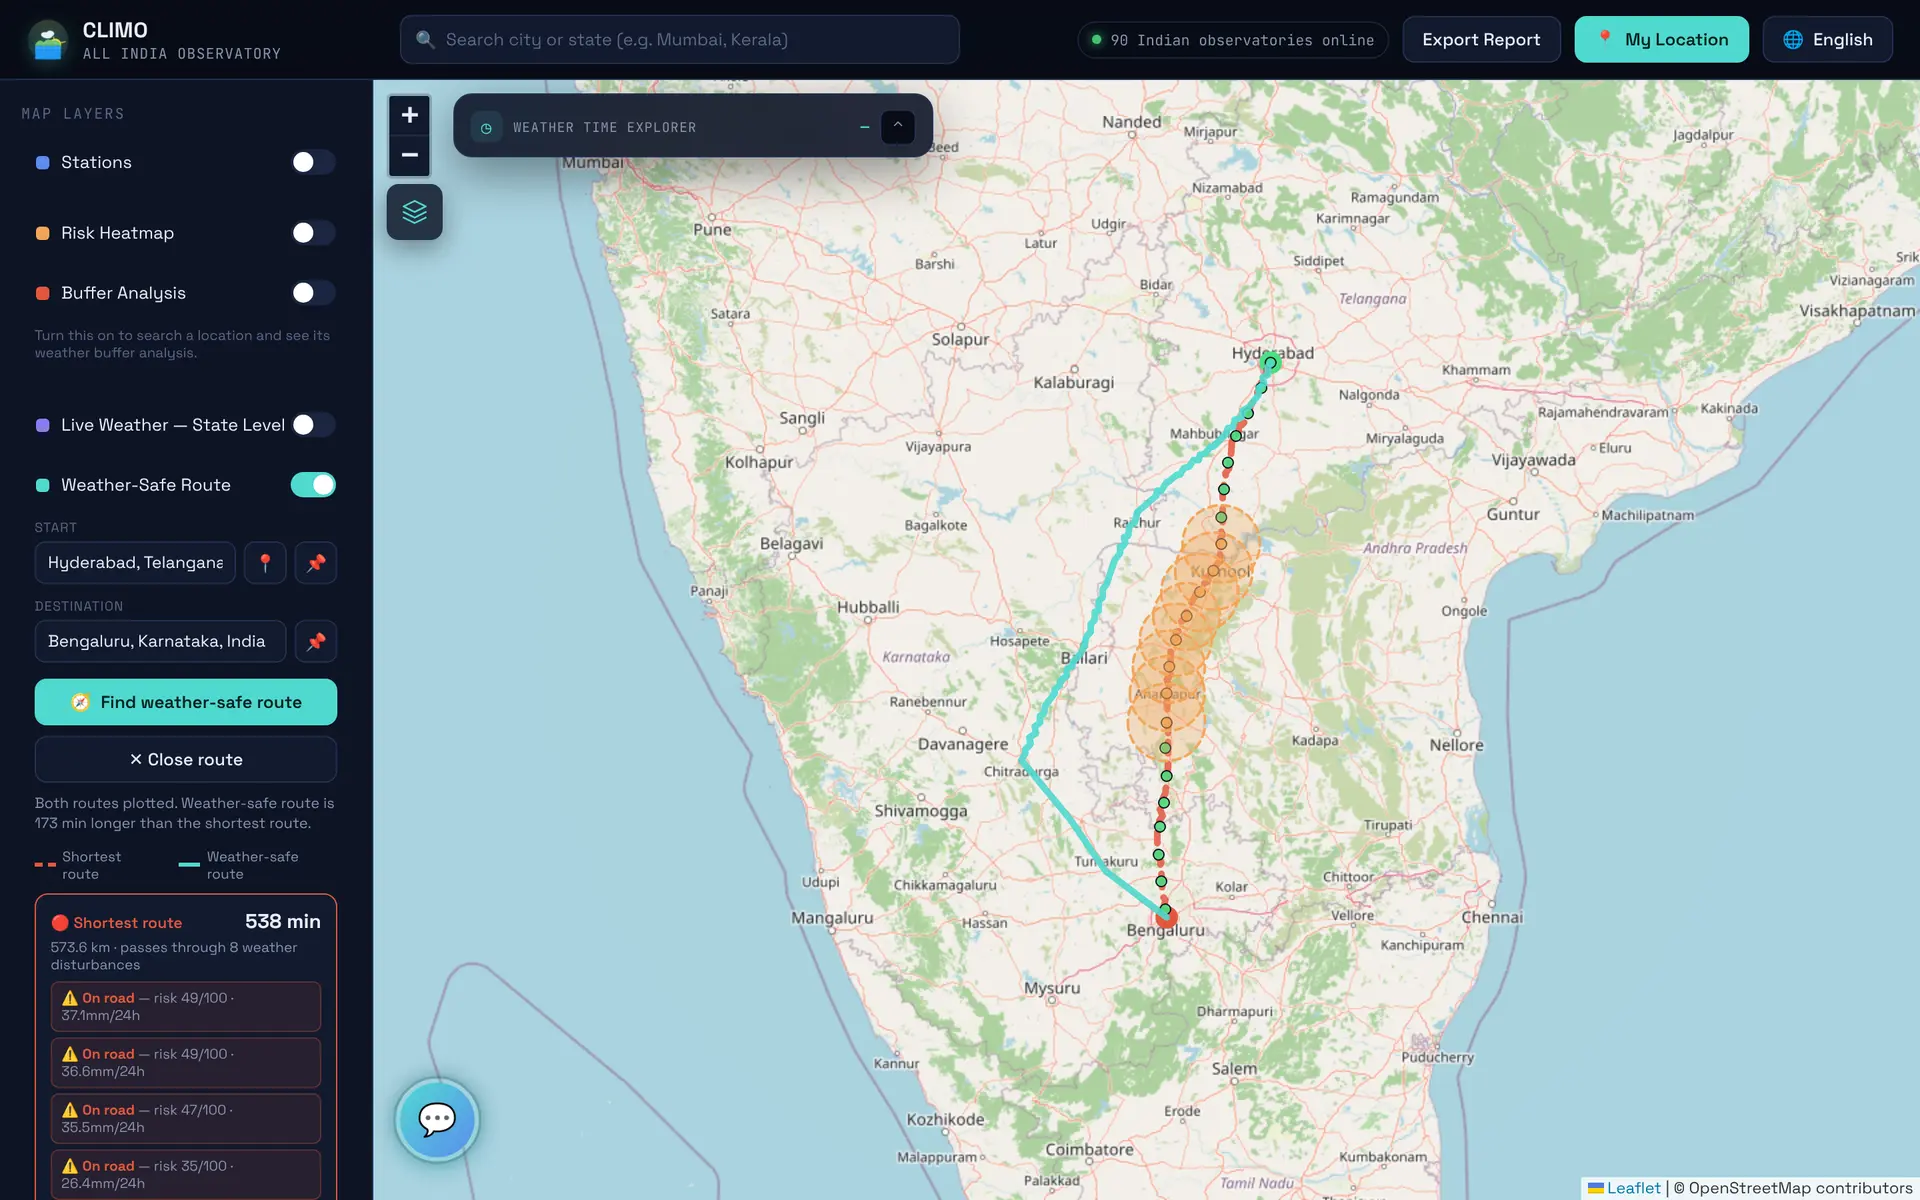 CLIMO
ALL INDIA OBSERVATORY
Search city or state (e.g. Mumbai, Kerala)
90 Indian observatories online
Export Report
My Location
English
MAP LAYERS
Stations
Risk Heatmap
Buffer Analysis
Turn this on to search a location and see its
weather buffer analysis.
Live Weather — State Level
Weather-Safe Route
START
Hyderabad, Telangana
DESTINATION
Bengaluru, Karnataka, India
Find weather-safe route
✕ Close route
Both routes plotted. Weather-safe route is
173 min longer than the shortest route.
Shortest
route
Weather-safe
route
Shortest route
538 min
573.6 km · passes through 8 weather
disturbances
On road — risk 49/100 ·
37.1mm/24h
On road — risk 49/100 ·
36.6mm/24h
On road — risk 47/100 ·
35.5mm/24h
On road — risk 35/100 ·
26.4mm/24h
+
−
WEATHER TIME EXPLORER
–
Nanded
Mirjapur
Jagdalpur
Beed
Mumbai
Nizamabad
Ramagundam
Karimnagar
Pune
Udgir
Latur
Srik
Barshi
Siddipet
Vizianagaram
Bidar
Telangana
Satara
Visakhapatnam
Solapur
Hyderabad
Khammam
Kalaburagi
Nalgonda
Rajamahendravaram
Kakinada
Sangli
Mahbubnagar
Miryalaguda
Vijayapura
Eluru
Kolhapur
Vijayawada
Guntur
Machilipatnam
Bagalkote
Raichur
Belagavi
Andhra Pradesh
Kurnool
Panaji
Hubballi
Ongole
Hosapete
Karnataka
Ballari
Anantapur
Ranebennur
Davanagere
Kadapa
Nellore
Chitradurga
Shivamogga
Tirupati
Tumakuru
Udupi
Chikkamagaluru
Kolar
Chittoor
Mangaluru
Hassan
Vellore
Chennai
Bengaluru
Kanchipuram
Mysuru
Dharmapuri
Kannur
Salem
Puducherry
Kozhikode
Erode
Coimbatore
Malappuram
Kumbakonam
Palakkad
Tamil Nadu
Leaflet | © OpenStreetMap contributors